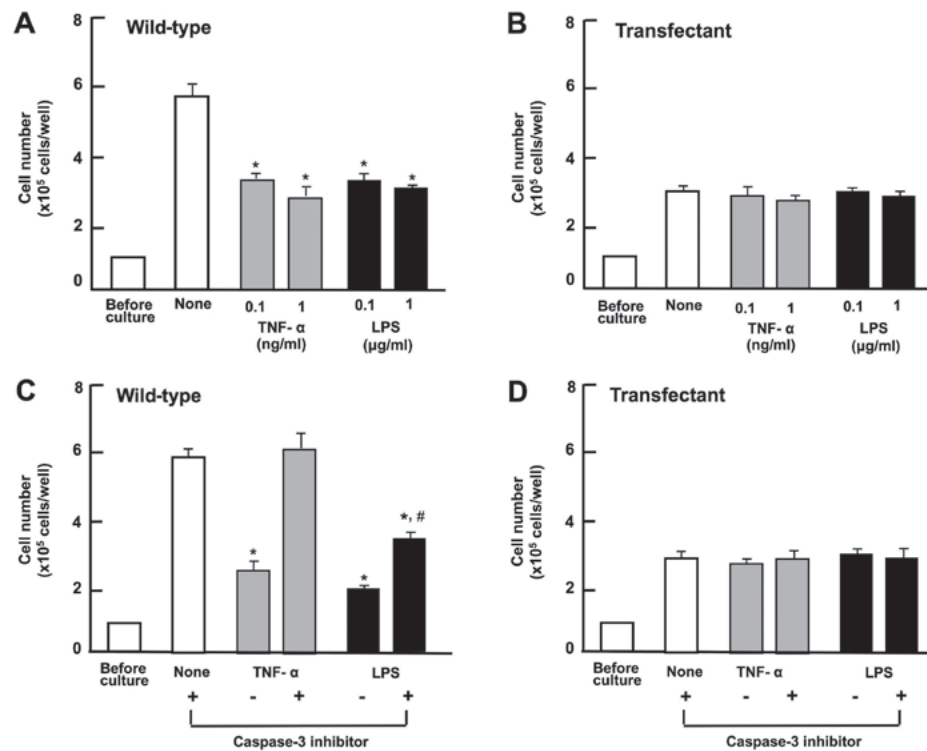 A
Wild-type
8
6
4
2
0
Cell number
(x10⁵ cells/well)
*
*
*
*
Before
culture
None
0.1
1
0.1
1
TNF- α
(ng/ml)
LPS
(μg/ml)
B
Transfectant
8
6
4
2
0
Cell number
(x10⁵ cells/well)
Before
culture
None
0.1
1
0.1
1
TNF- α
(ng/ml)
LPS
(μg/ml)
C
Wild-type
8
6
4
2
0
Cell number
(x10⁵ cells/well)
*
*
*, #
Before
culture
None
TNF- α
LPS
+
-
+
-
+
Caspase-3 inhibitor
D
Transfectant
8
6
4
2
0
Cell number
(x10⁵ cells/well)
Before
culture
None
TNF- α
LPS
+
-
+
-
+
Caspase-3 inhibitor